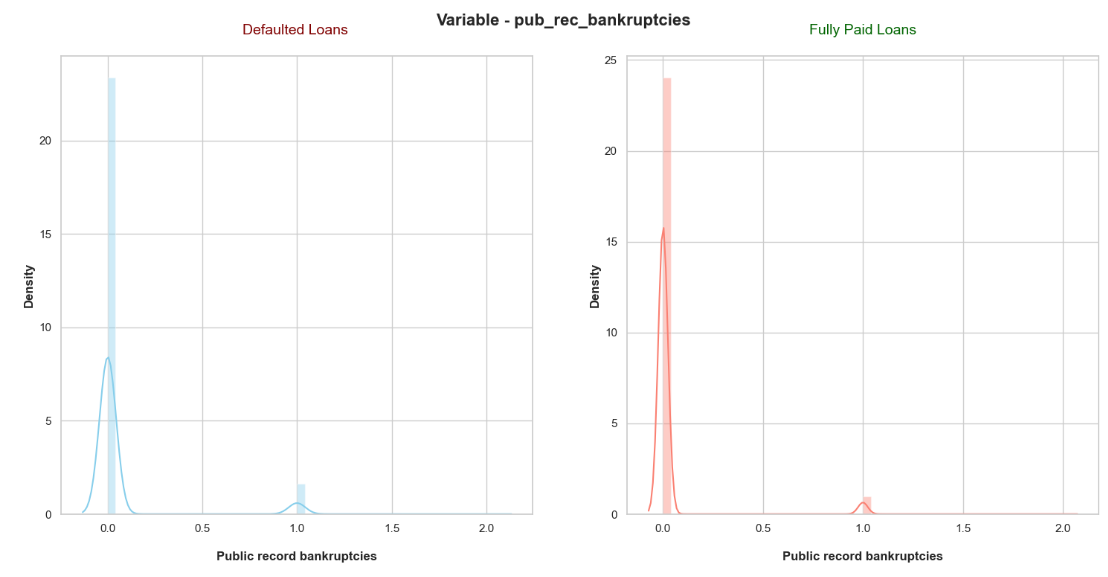 Variable - pub_rec_bankruptcies
Defaulted Loans
Fully Paid Loans
Density
20
15
10
5
0
0.0 0.5 1.0 1.5 2.0
Public record bankruptcies
Density
25
20
15
10
5
0
0.0 0.5 1.0 1.5 2.0
Public record bankruptcies